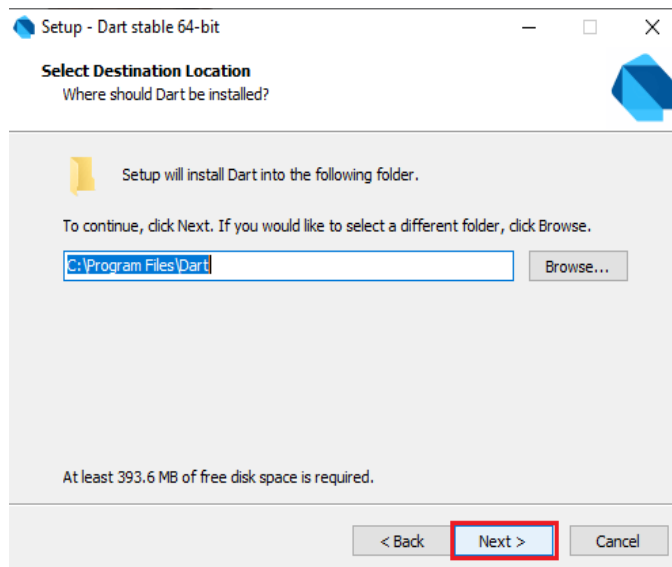 Setup - Dart stable 64-bit
Select Destination Location
Where should Dart be installed?
Setup will install Dart into the following folder.
To continue, click Next. If you would like to select a different folder, click Browse.
C:\Program Files\Dart
Browse...
At least 393.6 MB of free disk space is required.
< Back
Next >
Cancel